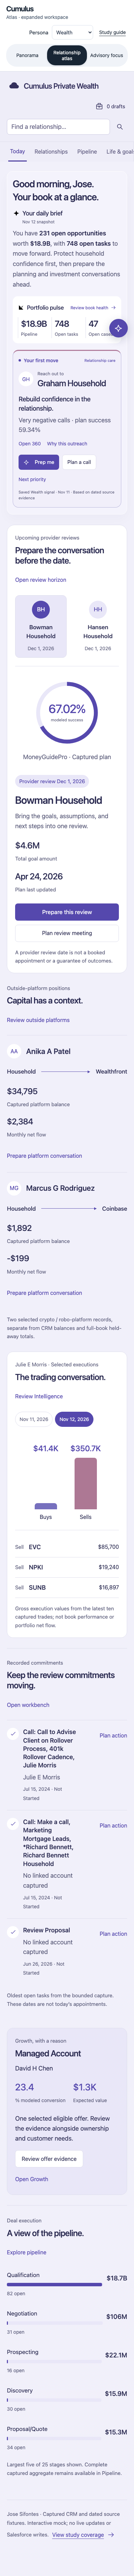 Cumulus
Atlas · expanded workspace
Persona
Wealth
Study guide
Panorama
Relationship
atlas
Advisory focus
Cumulus Private Wealth
0 drafts
Find a relationship...
Today
Relationships
Pipeline
Life & goal
Good morning, Jose.
Your book at a glance.
Your daily brief
Nov 12 snapshot
You have 231 open opportunities
worth $18.9B, with 748 open tasks
to move forward. Protect household
confidence first, then prepare the
planning and investment conversations
ahead.
Portfolio pulse
Review book health
$18.9B
748
47
Pipeline
Open tasks
Open cases
Your first move
Relationship care
Reach out to
GH
Graham Household
Rebuild confidence in the
relationship.
Very negative calls · plan success
59.34%
Open 360
Why this outreach
Prep me
Plan a call
Next priority
Saved Wealth signal · Nov 11 · Based on dated source
evidence
Upcoming provider reviews
Prepare the conversation
before the date.
Open review horizon
BH
HH
Bowman
Household
Hansen
Household
Dec 1, 2026
Dec 1, 2026
67.02%
modeled success
MoneyGuidePro · Captured plan
Provider review Dec 1, 2026
Bowman Household
Bring the goals, assumptions, and
next steps into one review.
$4.6M
Total goal amount
Apr 24, 2026
Plan last updated
Prepare this review
Plan review meeting
A provider review date is not a booked
appointment or a guarantee of outcomes.
Outside-platform positions
Capital has a context.
Review outside platforms
AA
Anika A Patel
Household
Wealthfront
$34,795
Captured platform balance
$2,384
Monthly net flow
Prepare platform conversation
MG
Marcus G Rodriguez
Household
Coinbase
$1,892
Captured platform balance
-$199
Monthly net flow
Prepare platform conversation
Two selected crypto / robo-platform records,
separate from CRM balances and full-book held-
away totals.
Julie E Morris · Selected executions
The trading conversation.
Review Intelligence
Nov 11, 2026
Nov 12, 2026
$41.4K
$350.7K
Buys
Sells
Sell
EVC
$85,700
Sell
NPKI
$19,240
Sell
SUNB
$16,897
Gross execution values from the latest ten
captured trades; not book performance or
portfolio net flow.
Recorded commitments
Keep the review commitments
moving.
Open workbench
Call: Call to Advise
Client on Rollover
Process, 401k
Rollover Cadence,
Julie Morris
Plan action
Julie E Morris
Jul 15, 2024 · Not
Started
Call: Make a call,
Marketing
Mortgage Leads,
*Richard Bennett,
Richard Bennett
Household
Plan action
No linked account
captured
Jul 15, 2024 · Not
Started
Review Proposal
Plan action
No linked account
captured
Jun 26, 2026 · Not
Started
Oldest open tasks from the bounded capture.
These dates are not today's appointments.
Growth, with a reason
Managed Account
David H Chen
23.4
$1.3K
% modeled conversion
Expected value
One selected eligible offer. Review
the evidence alongside ownership
and customer needs.
Review offer evidence
Open Growth
Deal execution
A view of the pipeline.
Explore pipeline
Qualification
$18.7B
62 open
Negotiation
$106M
31 open
Prospecting
$22.1M
16 open
Discovery
$15.9M
30 open
Proposal/Quote
$15.3M
34 open
Largest five of 25 stages shown. Complete
captured aggregate remains available in Pipeline.
Jose Sifontes · Captured CRM and dated source
fixtures. Interactive mock; no live updates or
Salesforce writes.
View study coverage